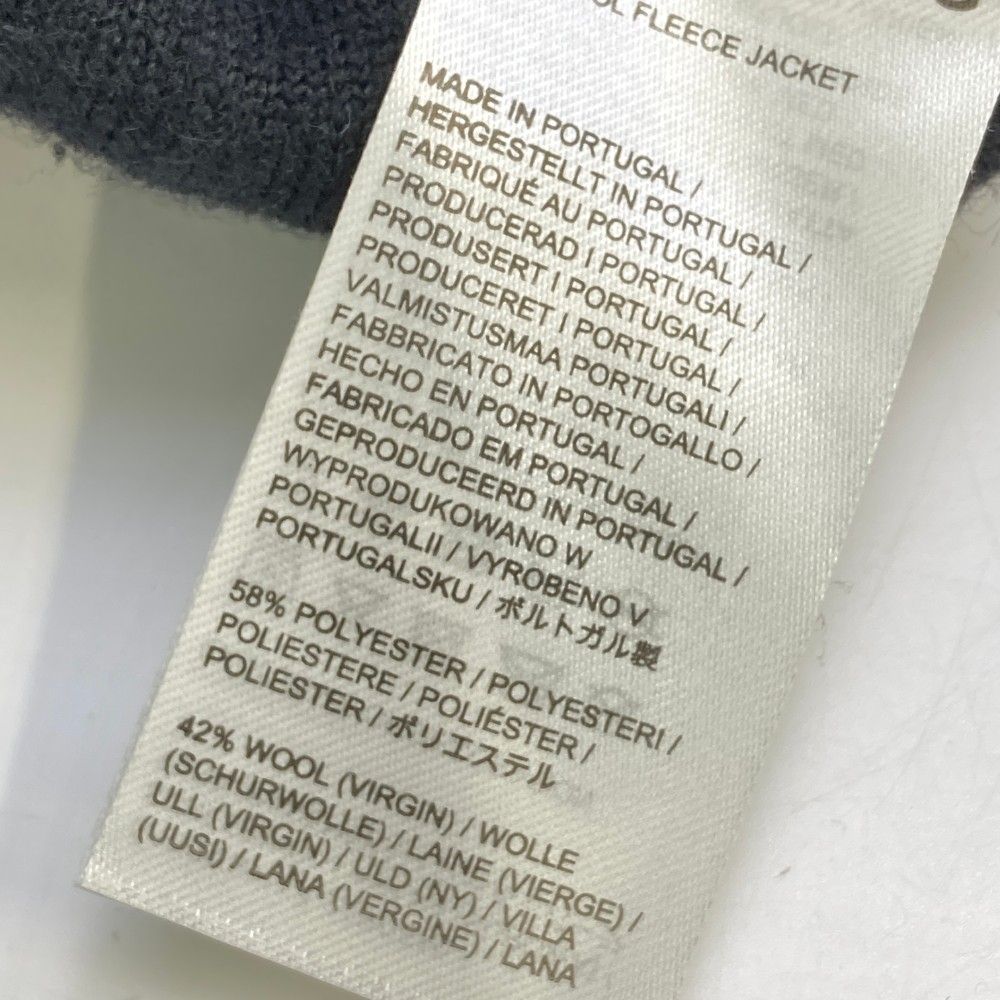 FLEECE JACKET
MADE IN PORTUGAL /
HERGESTELLT IN PORTUGAL /
FABRIQUÉ AU PORTUGAL /
PRODUCERAD I PORTUGAL /
PRODUSERT I PORTUGAL /
PRODUCERET I PORTUGAL /
VALMISTUSMAA PORTUGALI /
FABBRICATO IN PORTOGALLO /
HECHO EN PORTUGAL /
FABRICADO EM PORTUGAL /
GEPRODUCEERD IN PORTUGAL /
WYPRODUKOWANO W
PORTUGALII / VYROBENO V
PORTUGALSKU / ポルトガル製
58% POLYESTER / POLYESTERI /
POLIESTERE / POLIÉSTER /
POLIESTER / ポリエステル
42% WOOL (VIRGIN) / WOLLE
(SCHURWOLLE) / LAINE (VIERGE) /
ULL (VIRGIN) / ULD (NY) / VILLA
(UUSI) / LANA (VERGINE) / LANA